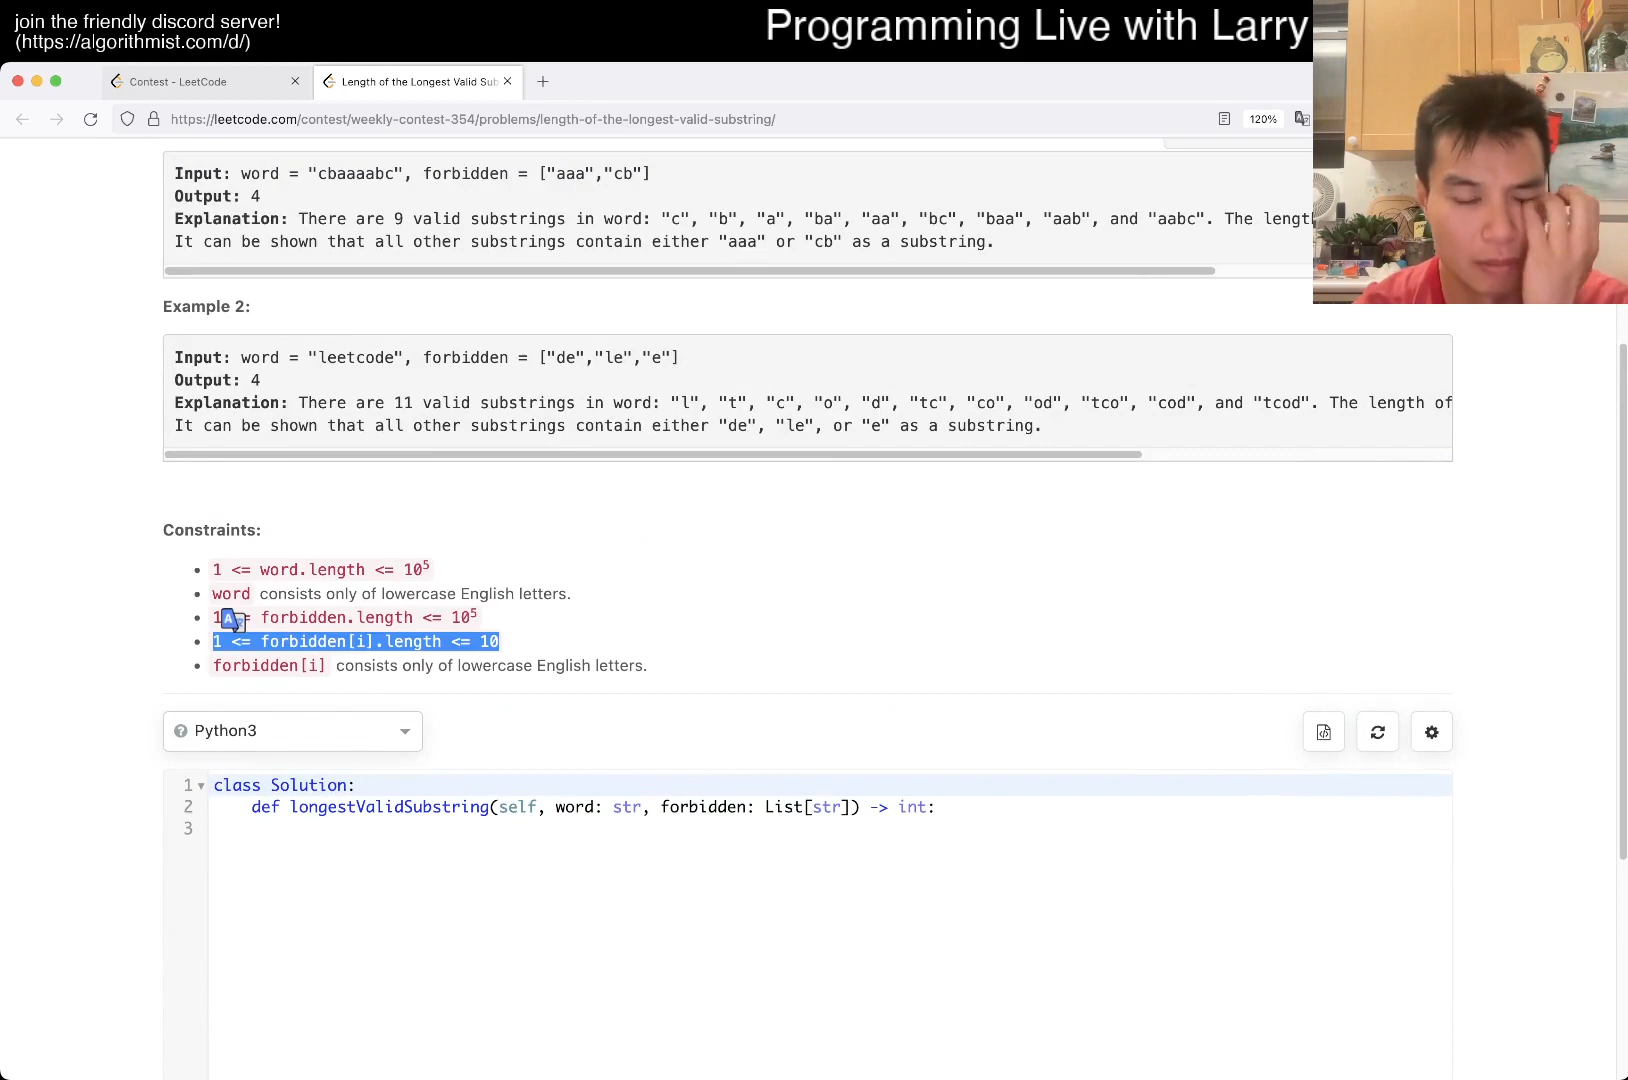 join the friendly discord server!
(https://algorithmist.com/d/)
Programming Live with Larry
Contest - LeetCode
Length of the Longest Valid Sub
https://leetcode.com/contest/weekly-contest-354/problems/length-of-the-longest-valid-substring/
120%
Input: word = "cbaaaabc", forbidden = ["aaa","cb"]
Output: 4
Explanation: There are 9 valid substrings in word: "c", "b", "a", "ba", "aa", "bc", "baa", "aab", and "aabc". The lengt
It can be shown that all other substrings contain either "aaa" or "cb" as a substring.
Example 2:
Input: word = "leetcode", forbidden = ["de","le","e"]
Output: 4
Explanation: There are 11 valid substrings in word: "l", "t", "c", "o", "d", "tc", "co", "od", "tco", "cod", and "tcod". The length of
It can be shown that all other substrings contain either "de", "le", or "e" as a substring.
Constraints:
1 <= word.length <= 10⁵
word consists only of lowercase English letters.
1 = forbidden.length <= 10⁵
1 <= forbidden[i].length <= 10
forbidden[i] consists only of lowercase English letters.
Python3
1 class Solution:
2 def longestValidSubstring(self, word: str, forbidden: List[str]) -> int:
3